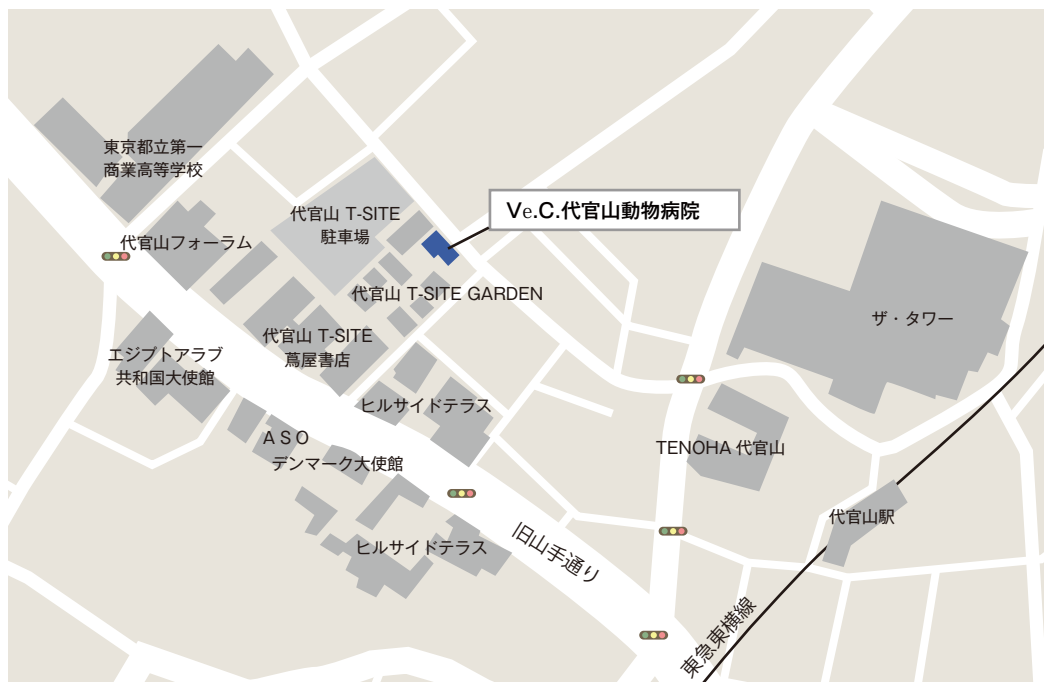 東京都立第一
商業高等学校
代官山フォーラム
代官山 T-SITE
駐車場
Ve.C.代官山動物病院
代官山 T-SITE GARDEN
代官山 T-SITE
蔦屋書店
エジプトアラブ
共和国大使館
ザ・タワー
ヒルサイドテラス
ASO
デンマーク大使館
TENOHA 代官山
代官山駅
ヒルサイドテラス
旧山手通り
東急東横線